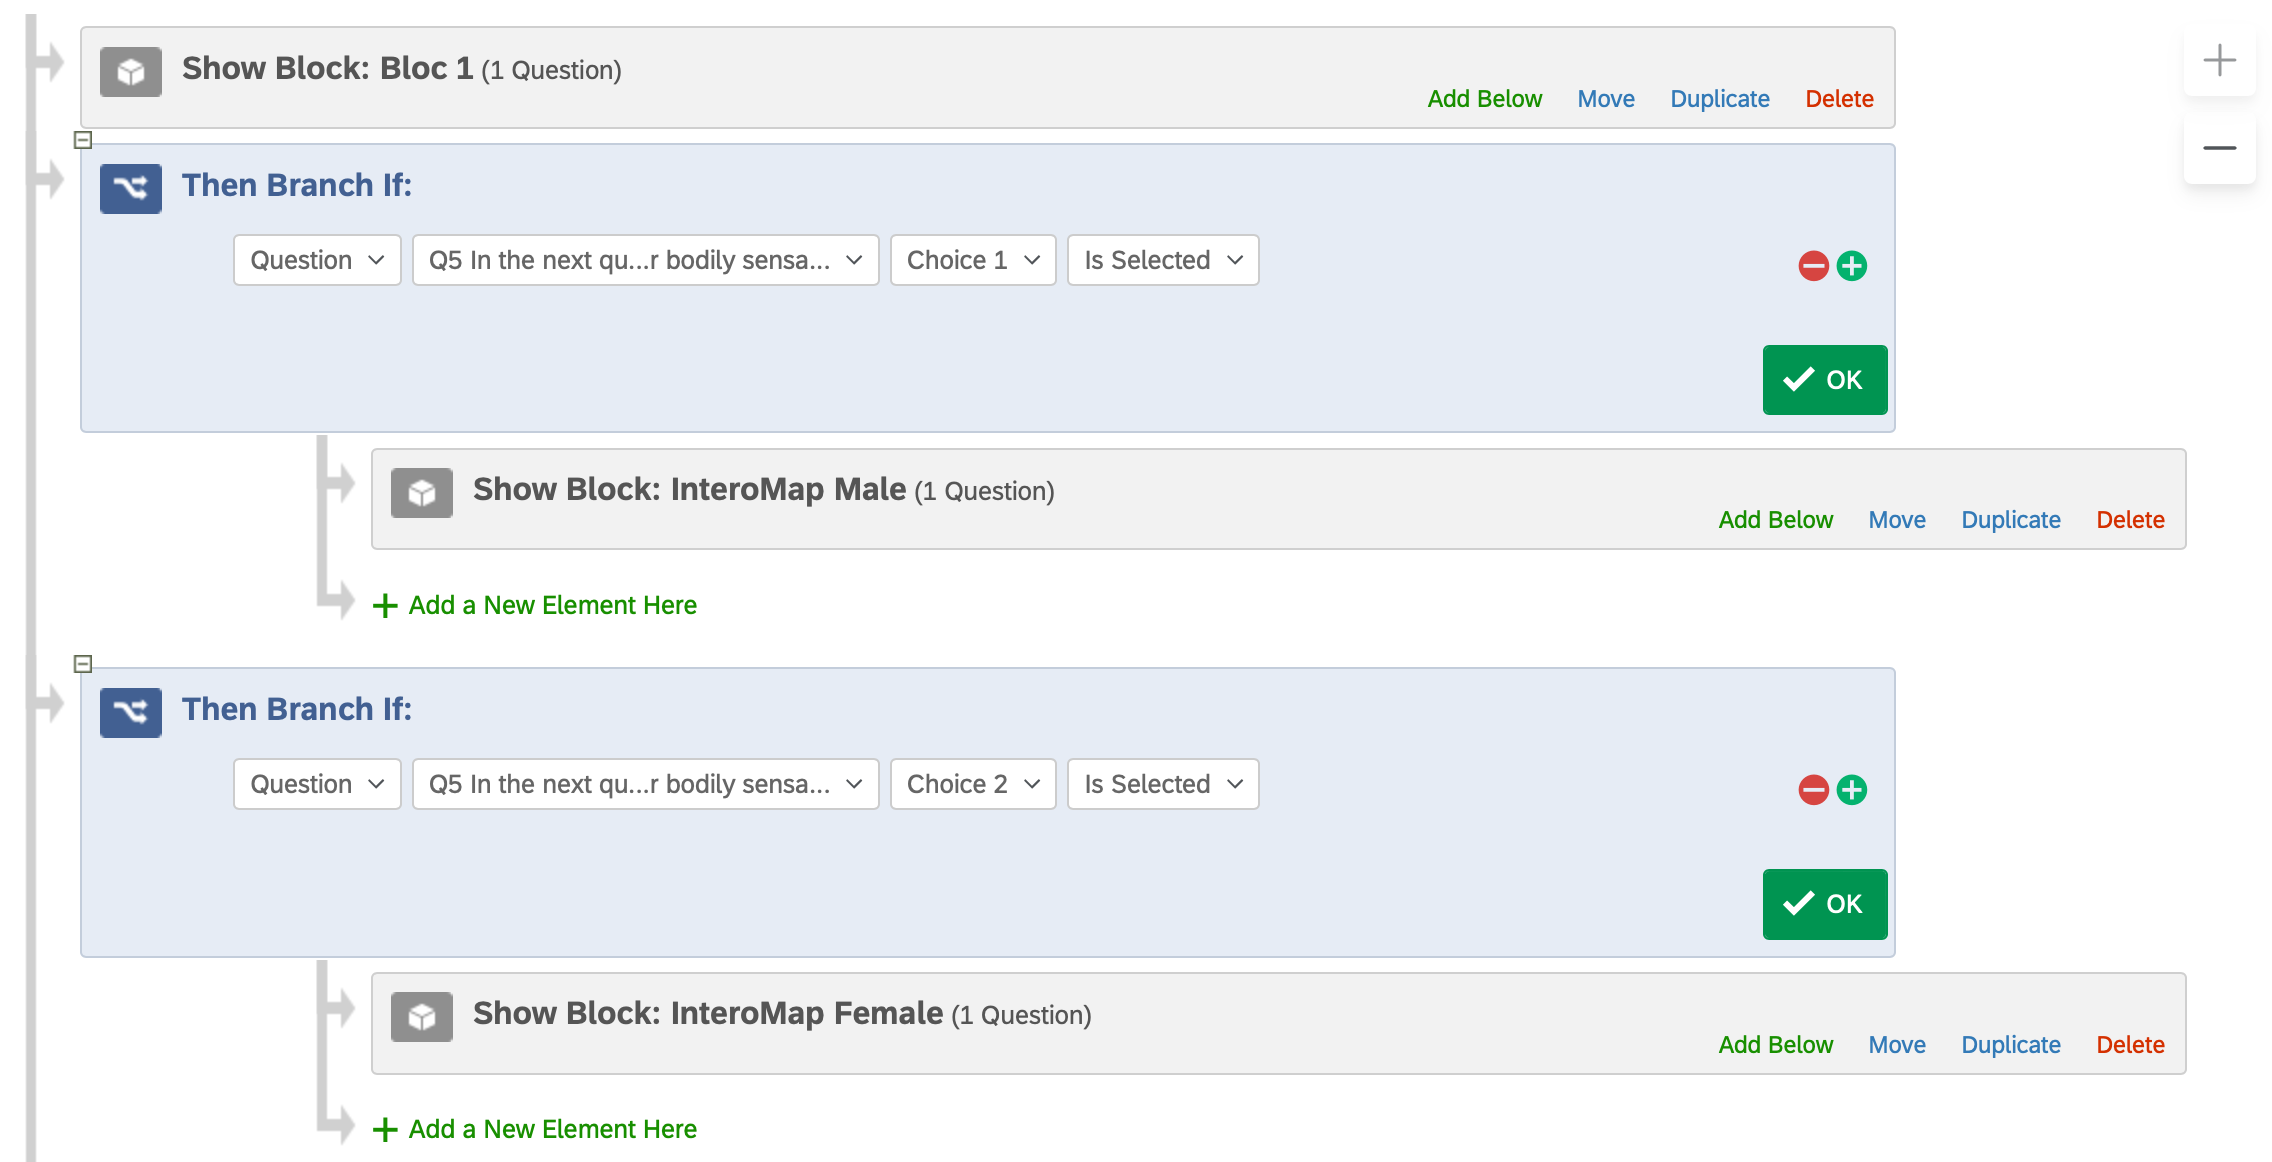 Show Block: Bloc 1 (1 Question)
Add Below Move Duplicate Delete
Then Branch If:
Question Q5 In the next qu...r bodily sensa... Choice 1 Is Selected
OK
Show Block: InteroMap Male (1 Question)
Add Below Move Duplicate Delete
Add a New Element Here
Then Branch If:
Question Q5 In the next qu...r bodily sensa... Choice 2 Is Selected
OK
Show Block: InteroMap Female (1 Question)
Add Below Move Duplicate Delete
Add a New Element Here